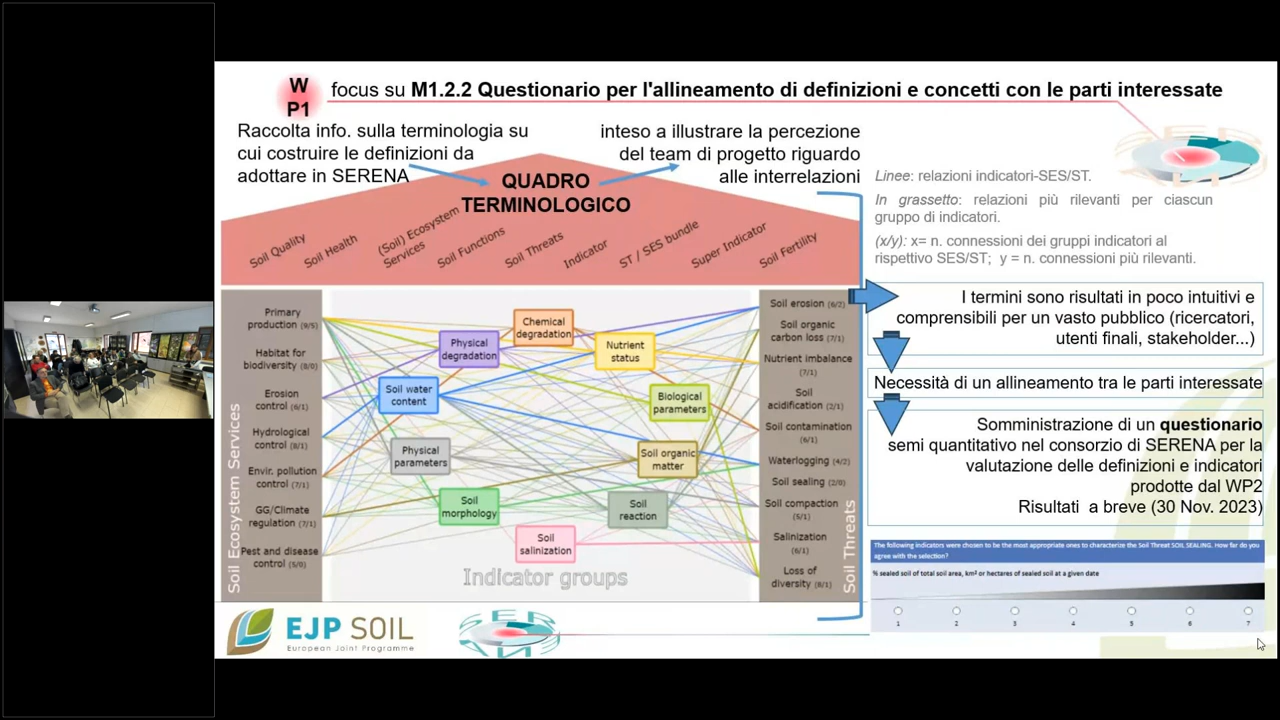 W
P1
focus su M1.2.2 Questionario per l'allineamento di definizioni e concetti con le parti interessate
Raccolta info. sulla terminologia su
cui costruire le definizioni da
adottare in SERENA
inteso a illustrare la percezione
del team di progetto riguardo
alle interrelazioni
QUADRO
TERMINOLOGICO
Soil Quality
Soil Health
(Soil) Ecosystem
Services
Soil Functions
Soil Threats
Indicator
ST / SES bundle
Super Indicator
Soil Fertility
Linee: relazioni indicatori-SES/ST.
In grassetto: relazioni più rilevanti per ciascun
gruppo di indicatori.
(x/y): x= n. connessioni dei gruppi indicatori al
rispettivo SES/ST; y = n. connessioni più rilevanti.
Soil Ecosystem Services
Primary
production (9/5)
Habitat for
biodiversity (8/0)
Erosion
control (6/1)
Hydrological
control (8/1)
Envir. pollution
control (7/1)
GG/Climate
regulation (7/1)
Pest and disease
control (5/0)
Chemical
degradation
Physical
degradation
Nutrient
status
Soil water
content
Biological
parameters
Physical
parameters
Soil organic
matter
Soil
morphology
Soil
reaction
Soil
salinization
Indicator groups
Soil erosion (6/2)
Soil organic
carbon loss (7/1)
Nutrient imbalance
(7/1)
Soil
acidification (2/1)
Soil contamination
(6/1)
Waterlogging (4/2)
Soil sealing (2/0)
Soil compaction
(5/1)
Salinization
(6/1)
Loss of
diversity (8/1)
Soil Threats
I termini sono risultati in poco intuitivi e
comprensibili per un vasto pubblico (ricercatori,
utenti finali, stakeholder...)
Necessità di un allineamento tra te parti interessate
Somministrazione di un questionario
semi quantitativo nel consorzio di SERENA per la
valutazione delle definizioni e indicatori
prodotte dal WP2
Risultati a breve (30 Nov. 2023)
The following indicators were chosen to be the most appropriate ones to characterize the Soil Threat SOIL SEALING. How far do you
agree with the selection?
% sealed soil of total soil area, km² or hectares of sealed soil at a given date
1 2 3 4 5 6 7
EJP SOIL
European Joint Programme